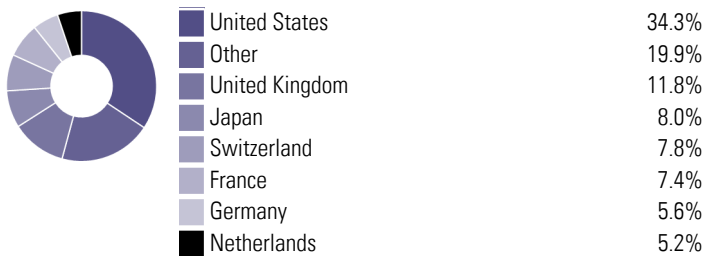 United States 34.3%
Other 19.9%
United Kingdom 11.8%
Japan 8.0%
Switzerland 7.8%
France 7.4%
Germany 5.6%
Netherlands 5.2%